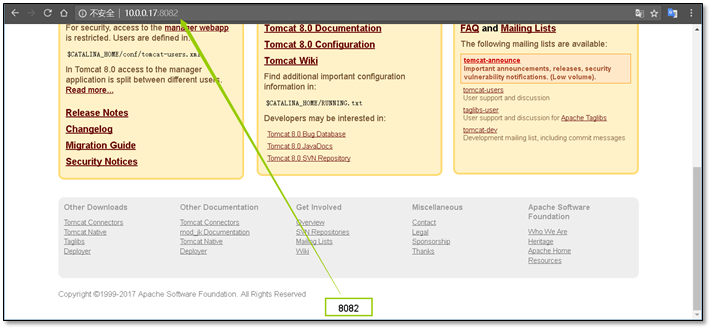 不安全 | 10.0.0.17:8082
For security, access to the manager webapp
is restricted. Users are defined in:
$CATALINA_HOME/conf/tomcat-users.xml
In Tomcat 8.0 access to the manager
application is split between different users.
Read more...
Release Notes
Changelog
Migration Guide
Security Notices
Tomcat 8.0 Documentation
Tomcat 8.0 Configuration
Tomcat Wiki
Find additional important configuration
information in:
$CATALINA_HOME/RUNNING.txt
Developers may be interested in:
Tomcat 8.0 Bug Database
Tomcat 8.0 JavaDocs
Tomcat 8.0 SVN Repository
FAQ and Mailing Lists
The following mailing lists are available:
tomcat-announce
Important announcements, releases, security
vulnerability notifications. (Low volume).
tomcat-users
User support and discussion
taglibs-user
User support and discussion for Apache Taglibs
tomcat-dev
Development mailing list, including commit messages
Other Downloads
Tomcat Connectors
Tomcat Native
Taglibs
Deployer
Other Documentation
Tomcat Connectors
mod_jk Documentation
Tomcat Native
Deployer
Get Involved
Overview
SVN Repositories
Mailing Lists
Wiki
Miscellaneous
Contact
Legal
Sponsorship
Thanks
Apache Software
Foundation
Who We Are
Heritage
Apache Home
Resources
Copyright ©1999-2017 Apache Software Foundation. All Rights Reserved
8082